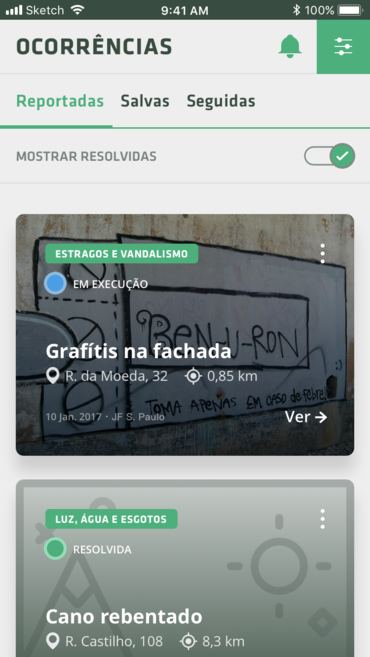 Sketch 9:41 AM 100%
OCORRÊNCIAS
Reportadas Salvas Seguidas
MOSTRAR RESOLVIDAS
ESTRAGOS E VANDALISMO
EM EXECUÇÃO
BENJI-RON
Grafítis na fachada
R. da Moeda, 32 0,85 km
TOMA APENAS EM CASO de febre!
10 Jan. 2017 • JF S. Paulo Ver →
LUZ, ÁGUA E ESGOTOS
RESOLVIDA
Cano rebentado
R. Castilho, 108 8,3 km